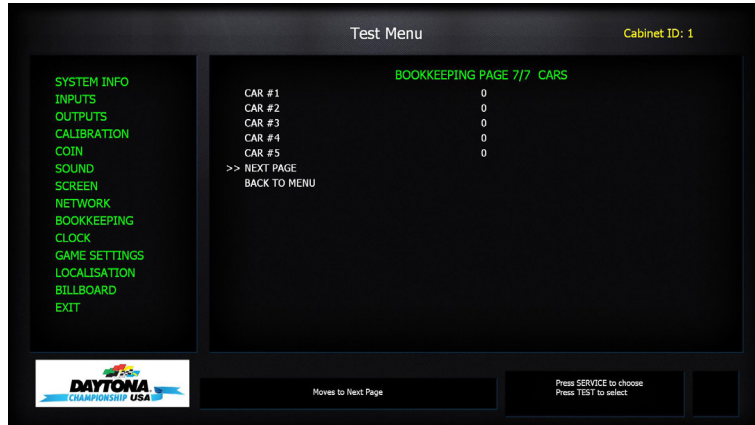 Test Menu
Cabinet ID: 1
SYSTEM INFO
INPUTS
OUTPUTS
CALIBRATION
COIN
SOUND
SCREEN
NETWORK
BOOKKEEPING
CLOCK
GAME SETTINGS
LOCALISATION
BILLBOARD
EXIT
BOOKKEEPING PAGE 7/7 CARS
CAR #1 0
CAR #2 0
CAR #3 0
CAR #4 0
CAR #5 0
>> NEXT PAGE
BACK TO MENU
DAYTONA
CHAMPIONSHIP USA
Moves to Next Page
Press SERVICE to choose
Press TEST to select